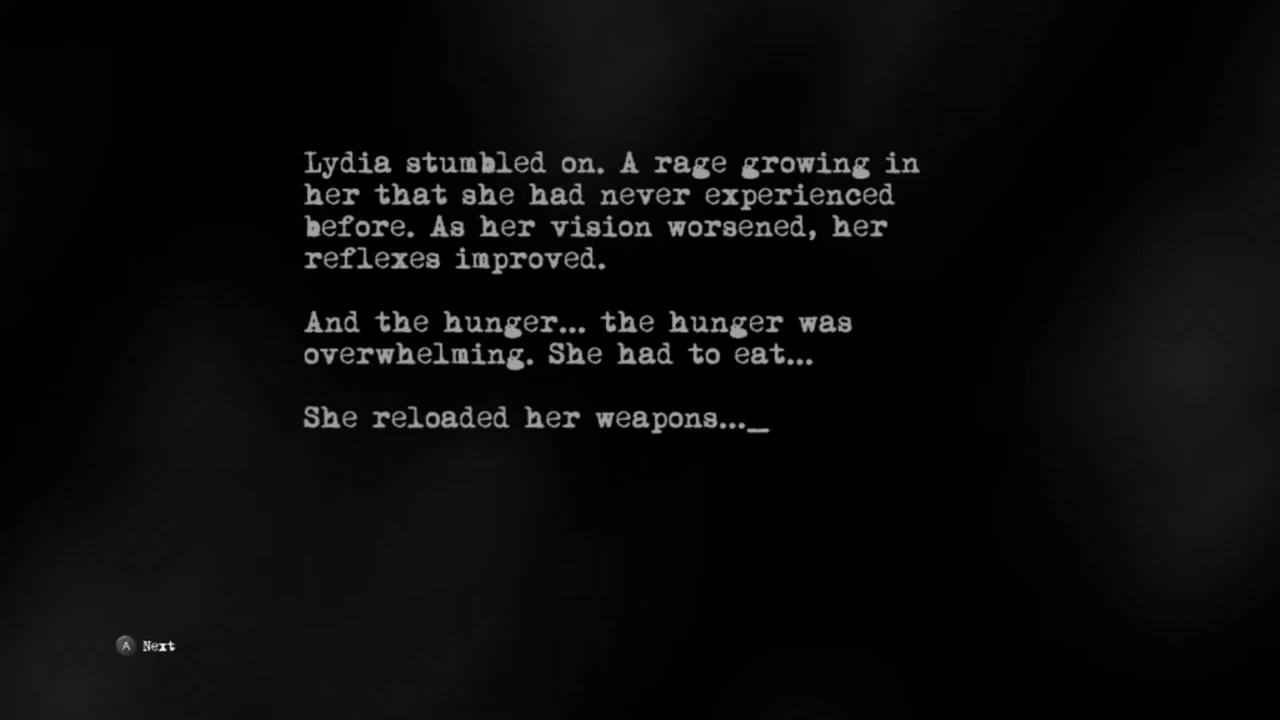 Lydia stumbled on. A rage growing in
her that she had never experienced
before. As her vision worsened, her
reflexes improved.
And the hunger... the hunger was
overwhelming. She had to eat...
She reloaded her weapons..._
A Next